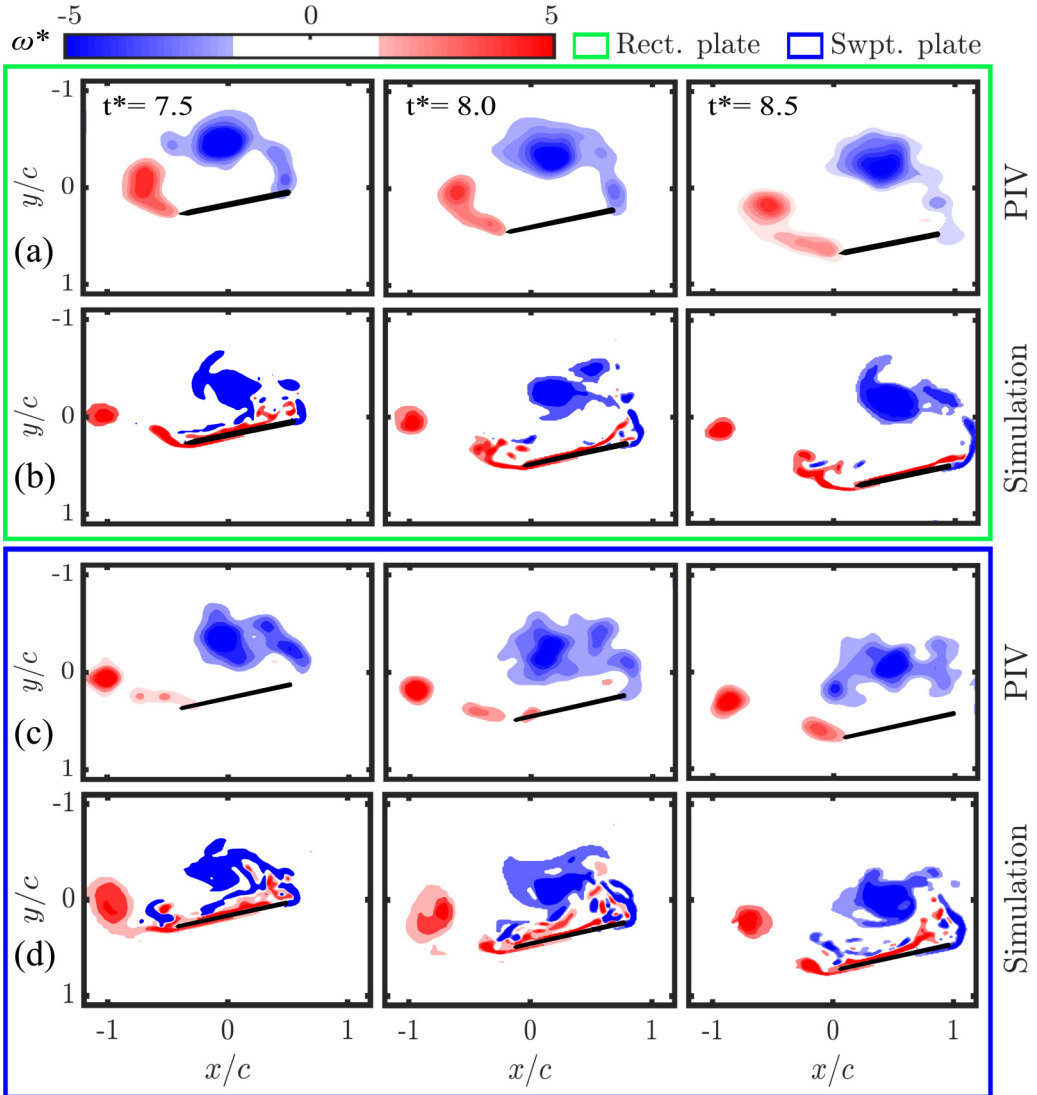 -5 0 5
ω* Rect. plate Swpt. plate
t*= 7.5 t*= 8.0 t*= 8.5
-1
y/c 0
1
(a)
PIV
-1
y/c 0
1
(b)
Simulation
-1
y/c 0
1
(c)
PIV
-1
y/c 0
1
(d)
Simulation
-1 0 1 -1 0 1 -1 0 1
x/c x/c x/c